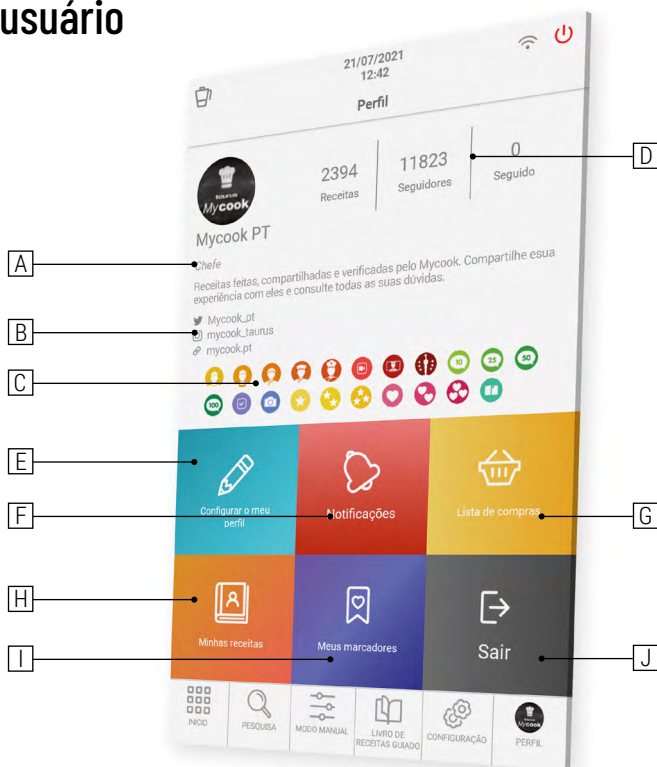 usuário
21/07/2021
12:42
Perfil
taurus
Mycook
2394
Receitas
11823
Seguidores
0
Seguido
D
Mycook PT
A
Chefe
Receitas feitas, compartilhadas e verificadas pelo Mycook. Compartilhe esua
experiência com eles e consulte todas as suas dúvidas.
B
Mycook_pt
mycook_taurus
mycook.pt
C
10
25
50
100
E
Configurar o meu
perfil
F
Notificações
G
Lista de compras
H
Minhas receitas
I
Meus marcadores
J
Sair
INICIO
PESQUISA
MODO MANUAL
LIVRO DE
RECEITAS GUIADO
CONFIGURAÇÃO
Mycook
PERFIL